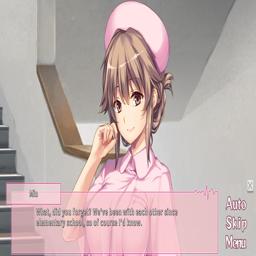 Mio
What, did you forget? We've been with each other since
elementary school, so of course I'd know.
Auto
Skip
Menu